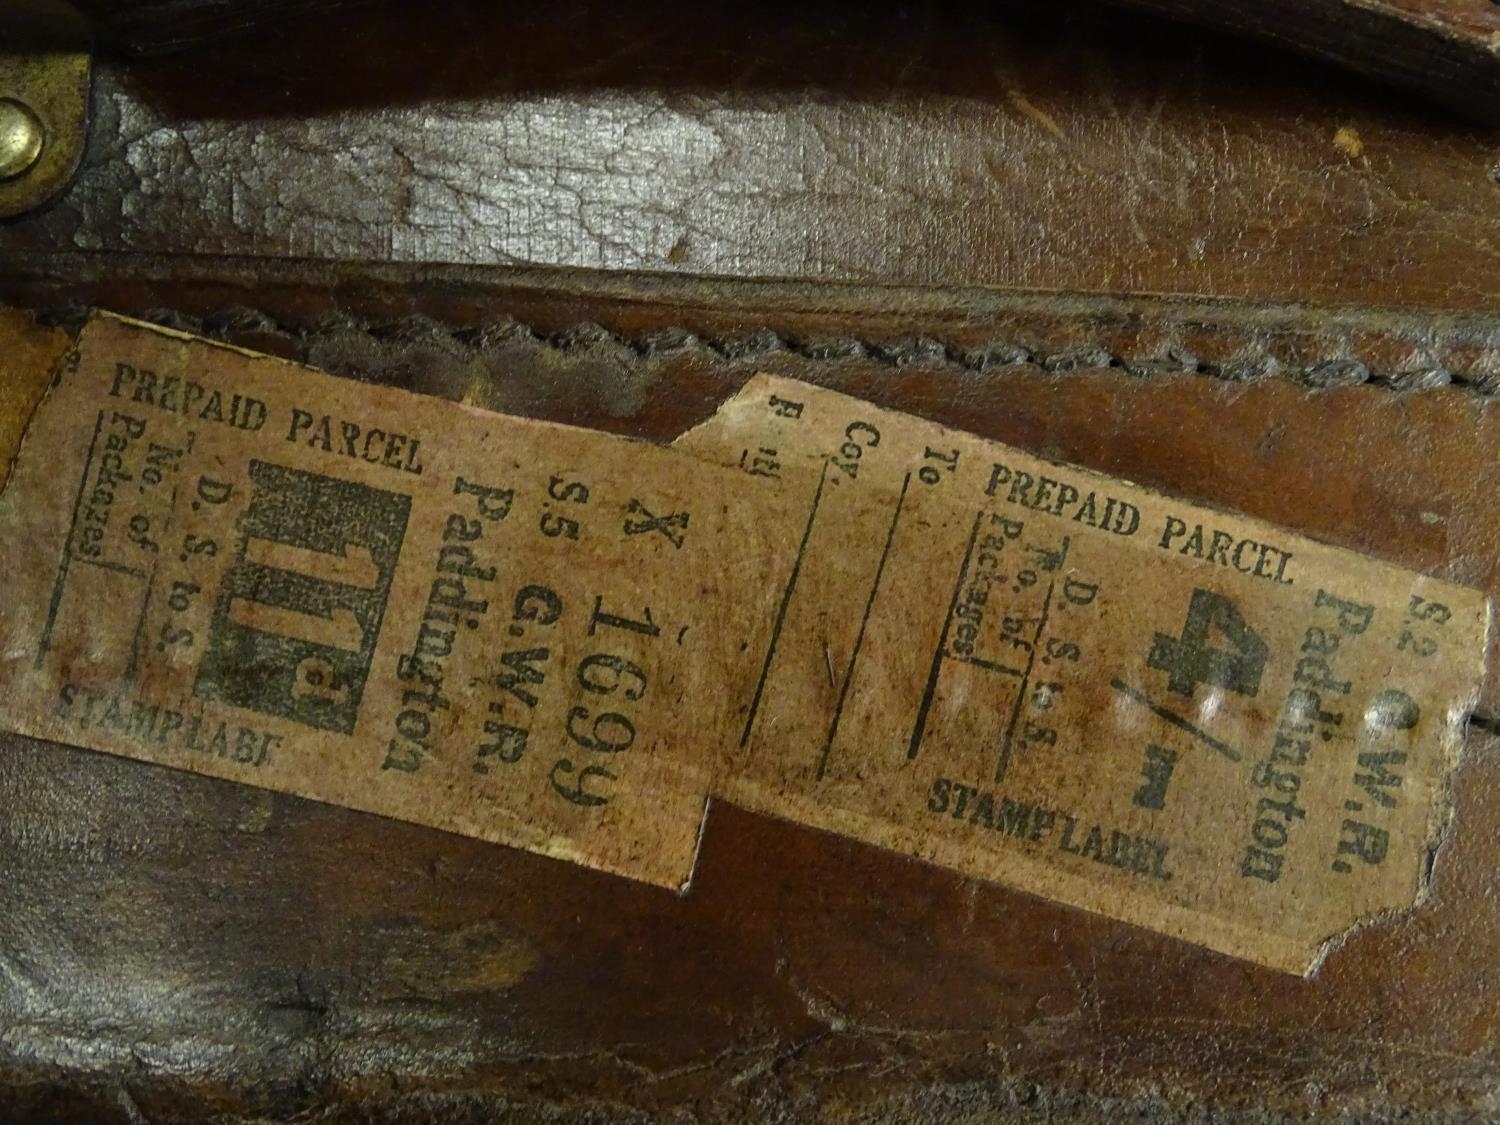 X 1699
S.5 G.W.R.
Paddington
11d
D. S. to S.
No. of
Packages
PREPAID PARCEL
STAMP LABEL
S.2 G.W.R.
Paddington
4/
D. S. to S.
No. of
Packages
To
Coy.
PREPAID PARCEL
STAMP LABEL